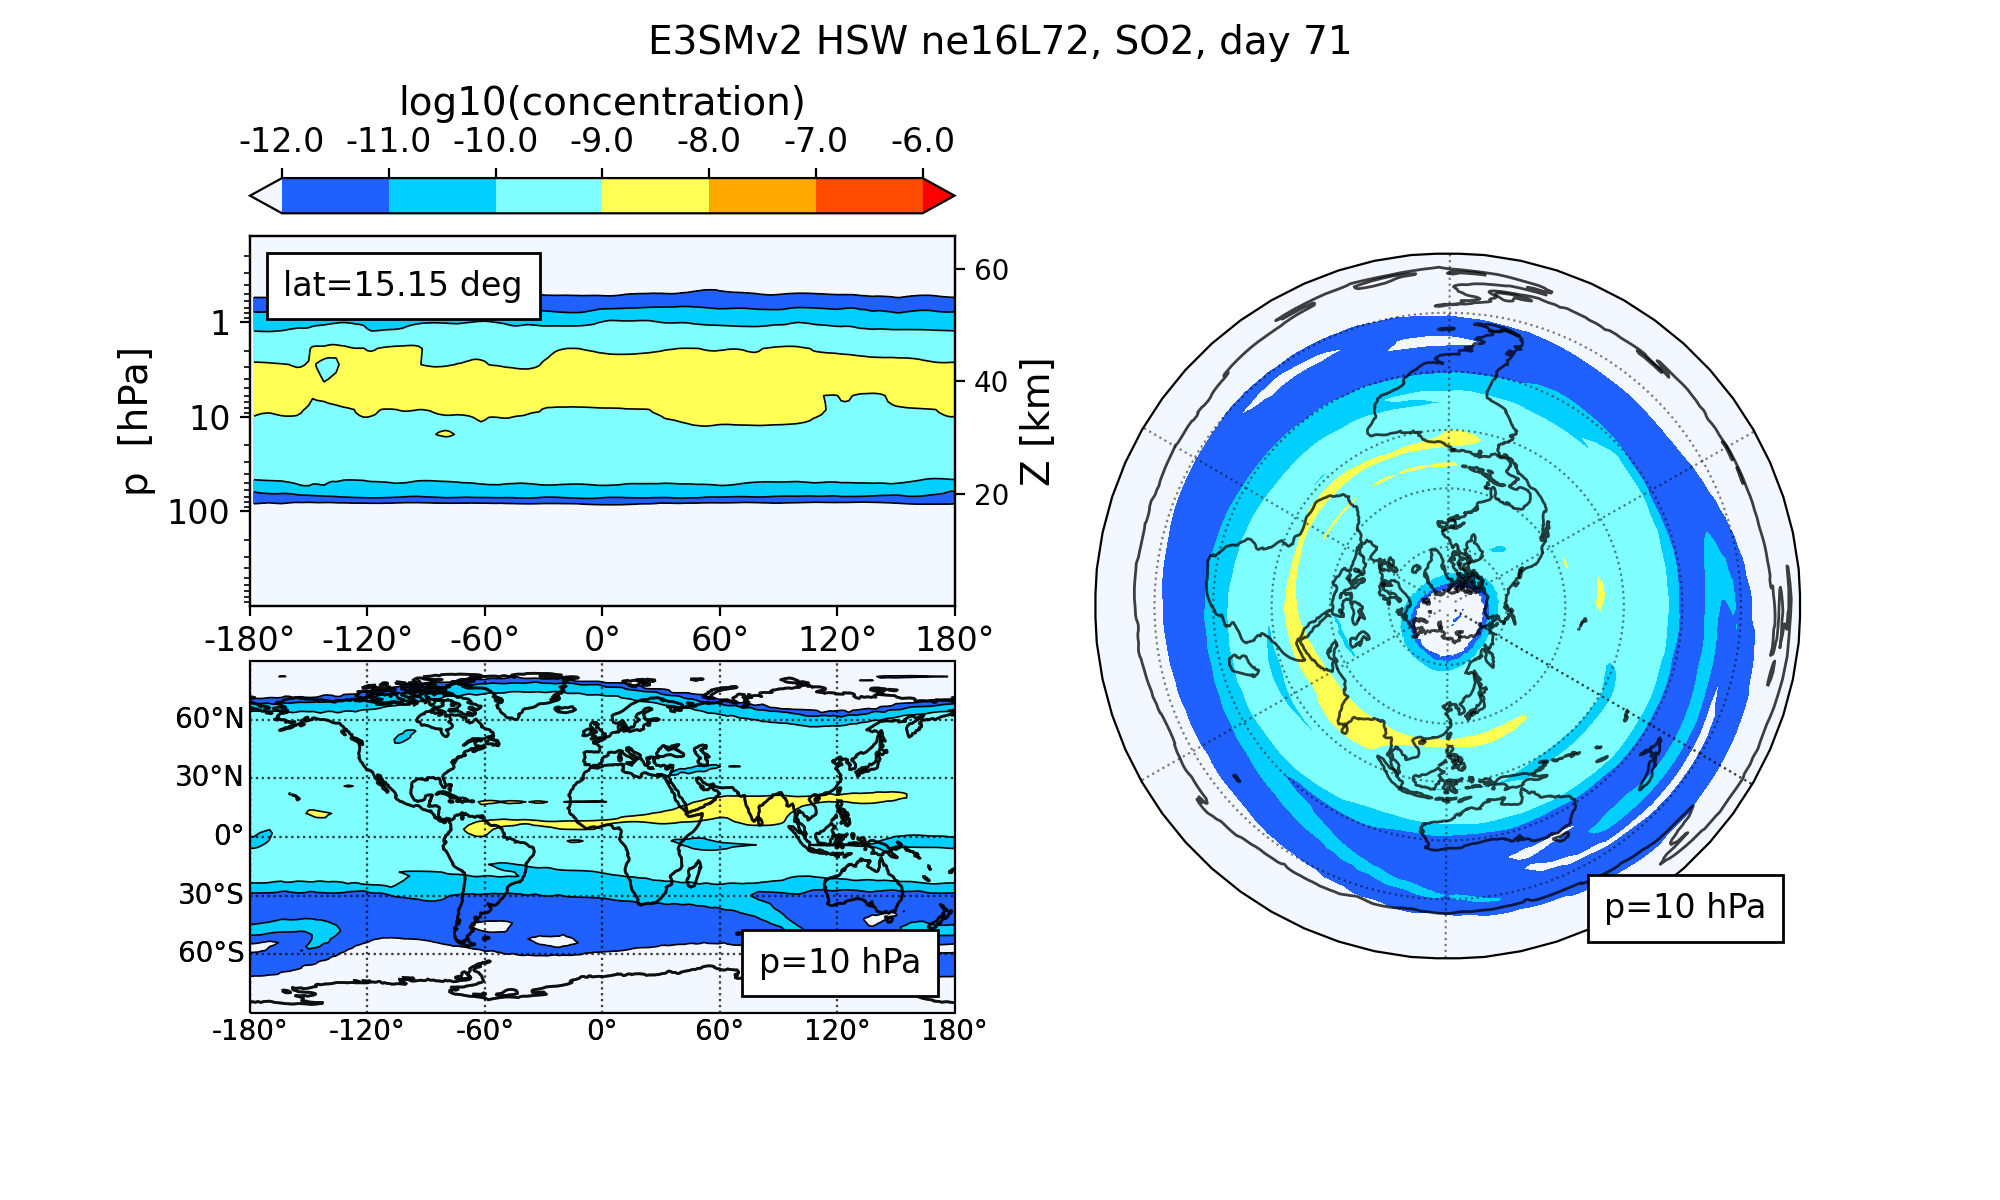 E3SMv2 HSW ne16L72, SO2, day 71
log10(concentration)
-12.0 -11.0 -10.0 -9.0 -8.0 -7.0 -6.0
lat=15.15 deg
p [hPa]
1
10
100
Z [km]
60
40
20
-180° -120° -60° 0° 60° 120° 180°
60°N
30°N
0°
30°S
60°S
p=10 hPa
-180° -120° -60° 0° 60° 120° 180°
p=10 hPa